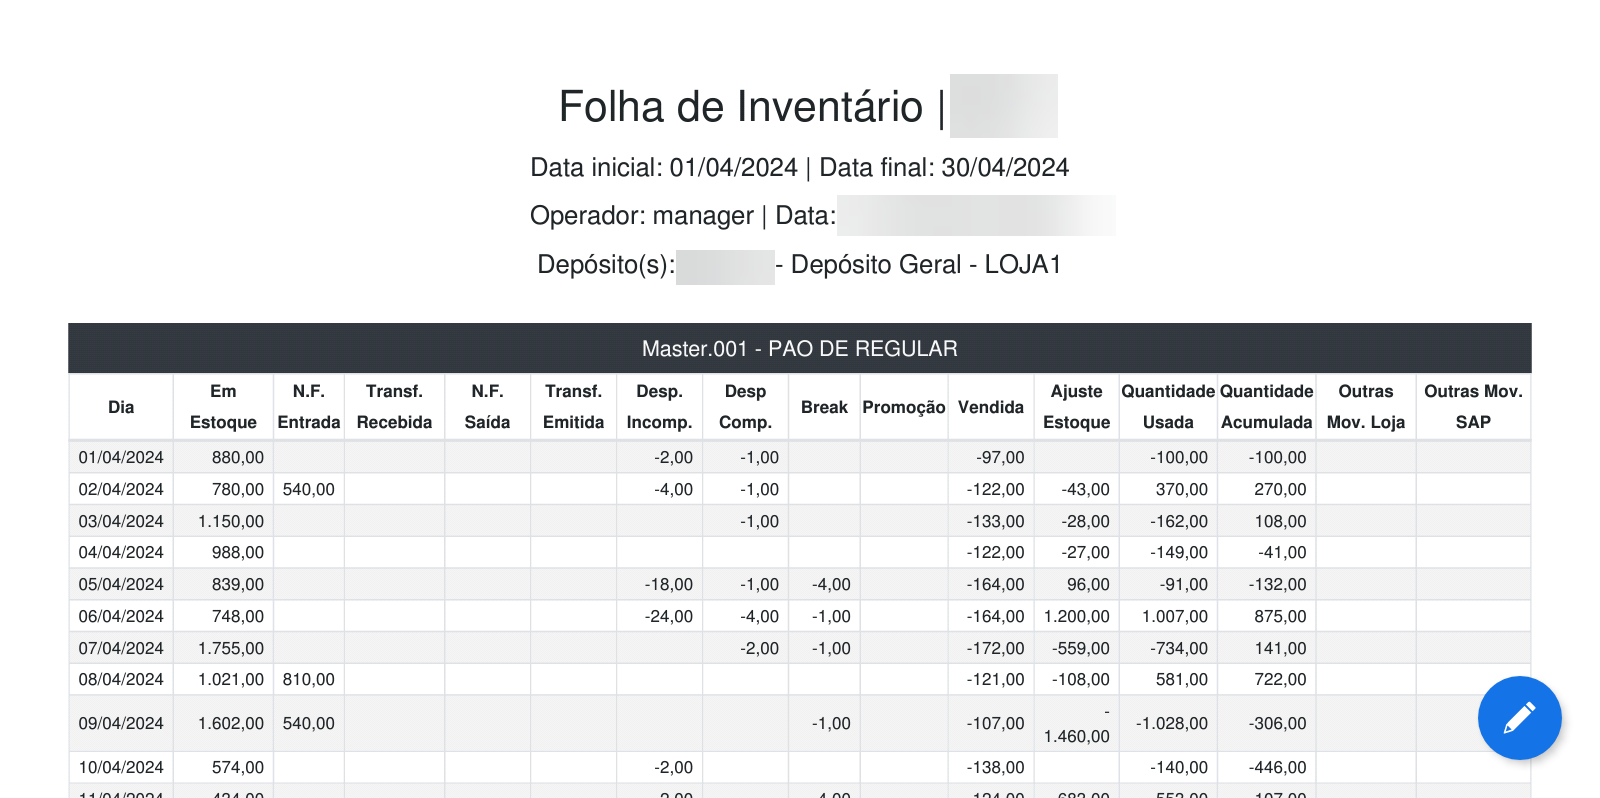 Folha de Inventário |
Data inicial: 01/04/2024 | Data final: 30/04/2024
Operador: manager | Data:
Depósito(s): - Depósito Geral - LOJA1
Master.001 - PAO DE REGULAR
Dia Em Estoque N.F. Entrada Transf. Recebida N.F. Saída Transf. Emitida Desp. Incomp. Desp Comp. Break Promoção Vendida Ajuste Estoque Quantidade Usada Quantidade Acumulada Outras Mov. Loja Outras Mov. SAP
01/04/2024 880,00 -2,00 -1,00 -97,00 -100,00 -100,00
02/04/2024 780,00 540,00 -4,00 -1,00 -122,00 -43,00 370,00 270,00
03/04/2024 1.150,00 -1,00 -133,00 -28,00 -162,00 108,00
04/04/2024 988,00 -122,00 -27,00 -149,00 -41,00
05/04/2024 839,00 -18,00 -1,00 -4,00 -164,00 96,00 -91,00 -132,00
06/04/2024 748,00 -24,00 -4,00 -1,00 -164,00 1.200,00 1.007,00 875,00
07/04/2024 1.755,00 -2,00 -1,00 -172,00 -559,00 -734,00 141,00
08/04/2024 1.021,00 810,00 -121,00 -108,00 581,00 722,00
09/04/2024 1.602,00 540,00 -1,00 -107,00 -1.460,00 -1.028,00 -306,00
10/04/2024 574,00 -2,00 -138,00 -140,00 -446,00